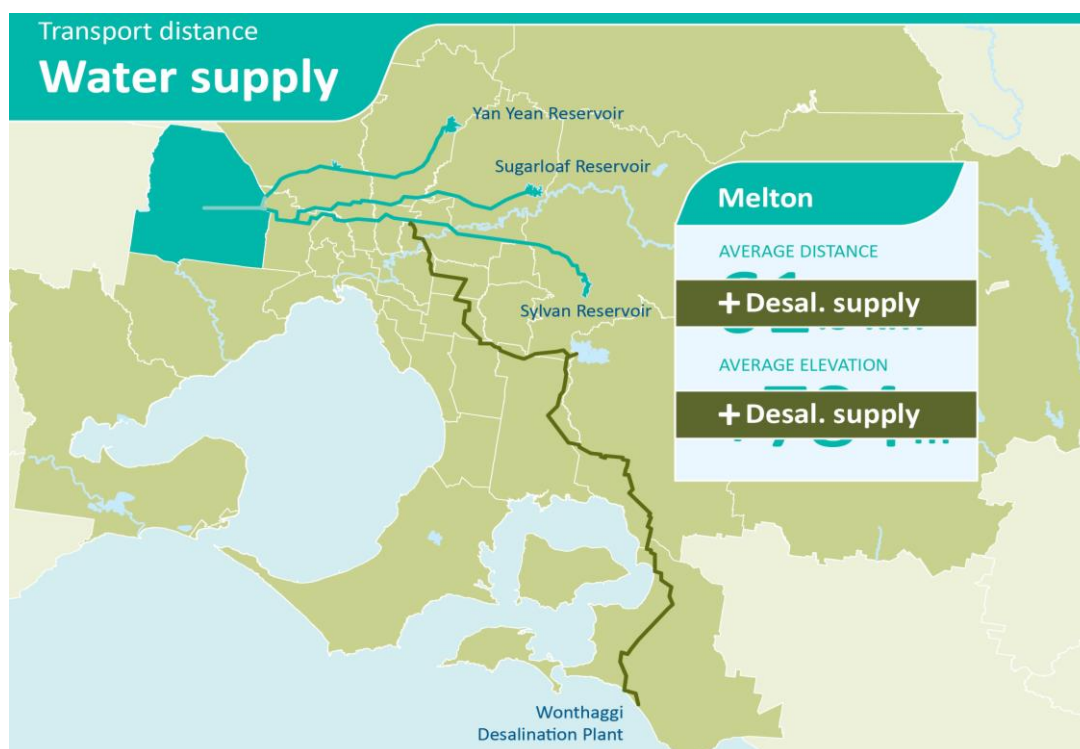 Transport distance
Water supply
Yan Yean Reservoir
Sugarloaf Reservoir
Melton
AVERAGE DISTANCE
+ Desal. supply
Sylvan Reservoir
AVERAGE ELEVATION
+ Desal. supply
Wonthaggi
Desalination Plant